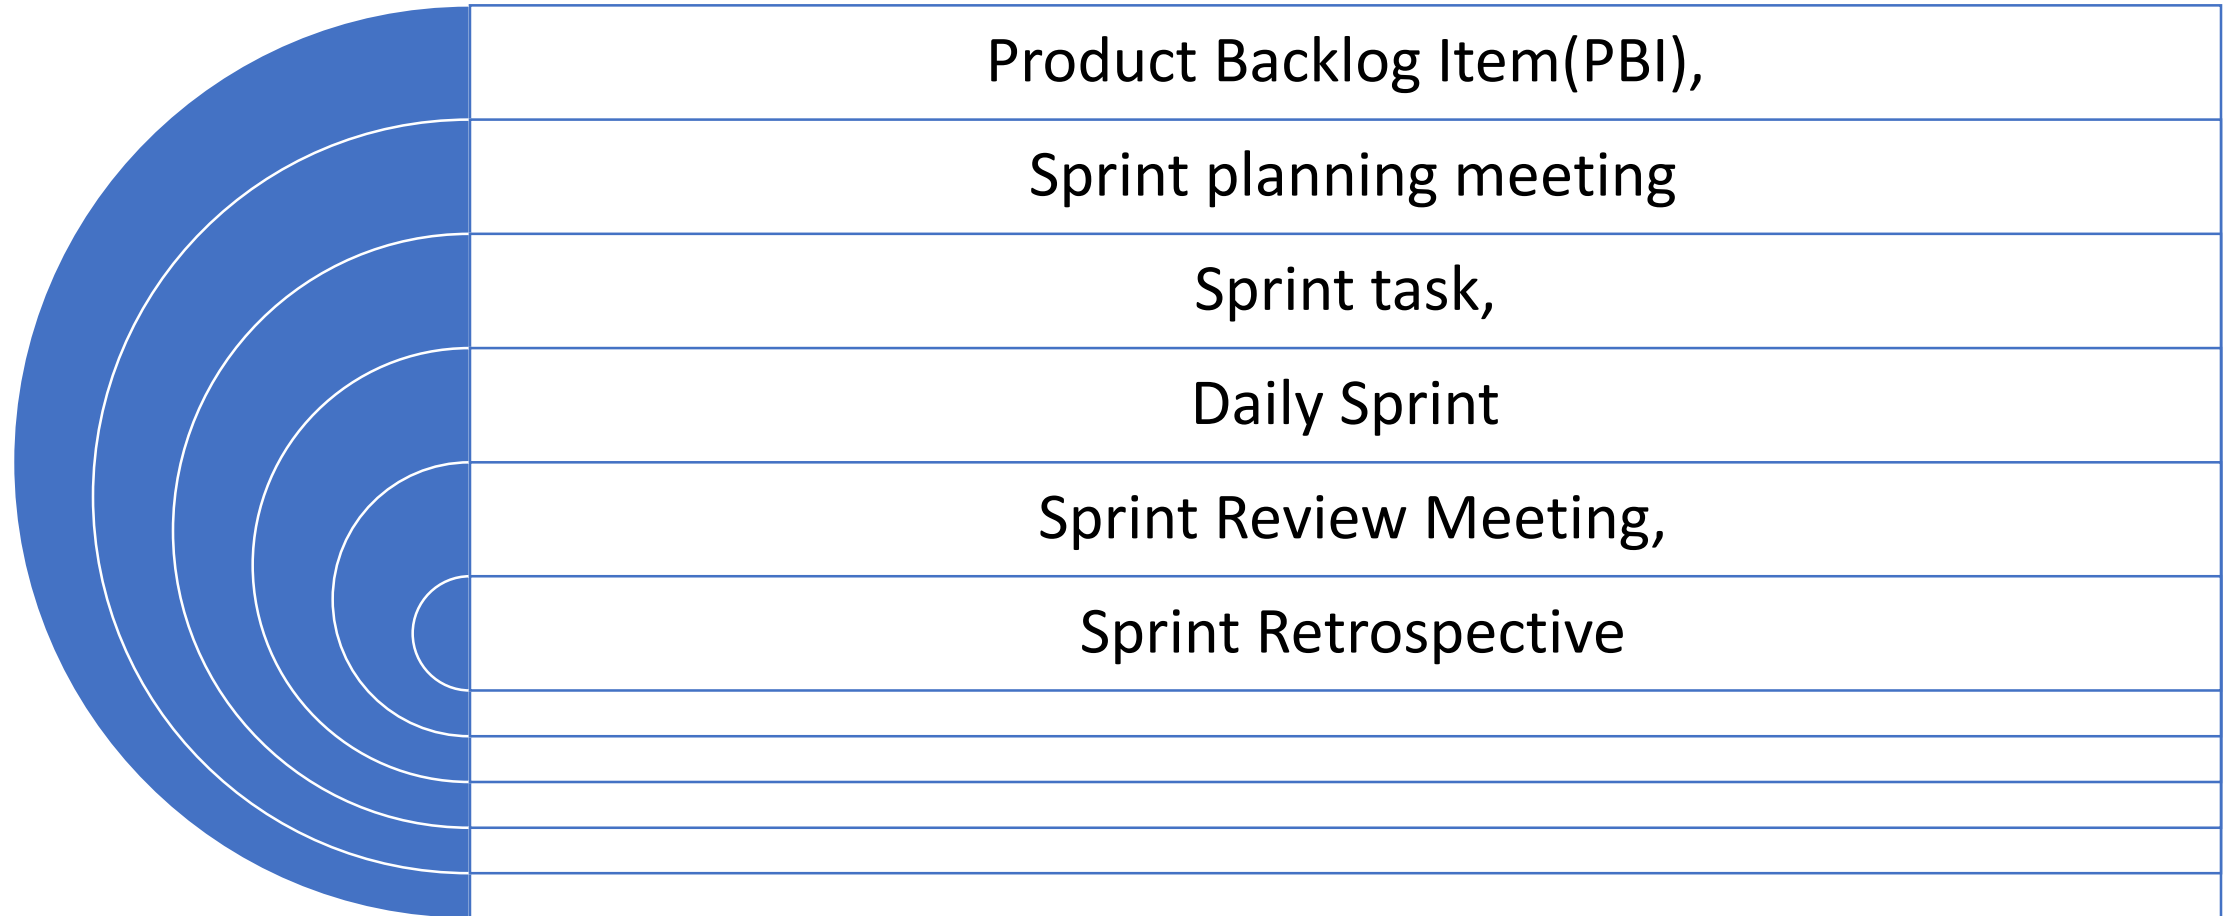 Product Backlog Item(PBI),
Sprint planning meeting
Sprint task,
Daily Sprint
Sprint Review Meeting,
Sprint Retrospective